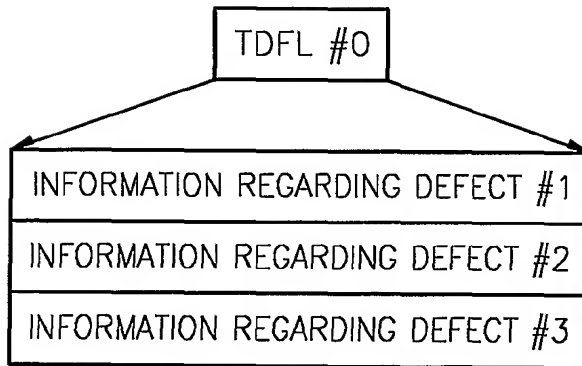 TDFL #0
INFORMATION REGARDING DEFECT #1
INFORMATION REGARDING DEFECT #2
INFORMATION REGARDING DEFECT #3